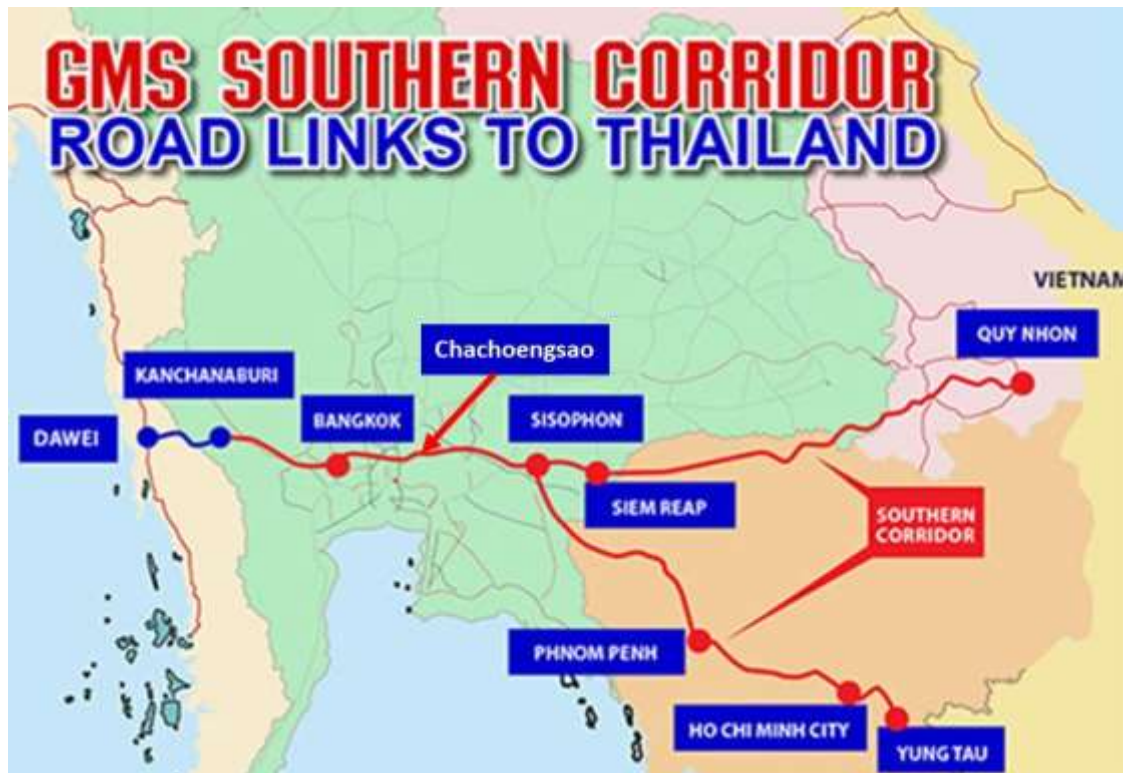 GMS SOUTHERN CORRIDOR
ROAD LINKS TO THAILAND
VIETNAM
QUY NHON
Chachoengsao
KANCHANABURI
BANGKOK
SISOPHON
DAWEI
SIEM REAP
SOUTHERN
CORRIDOR
PHNOM PENH
HO CHI MINH CITY
YUNG TAU